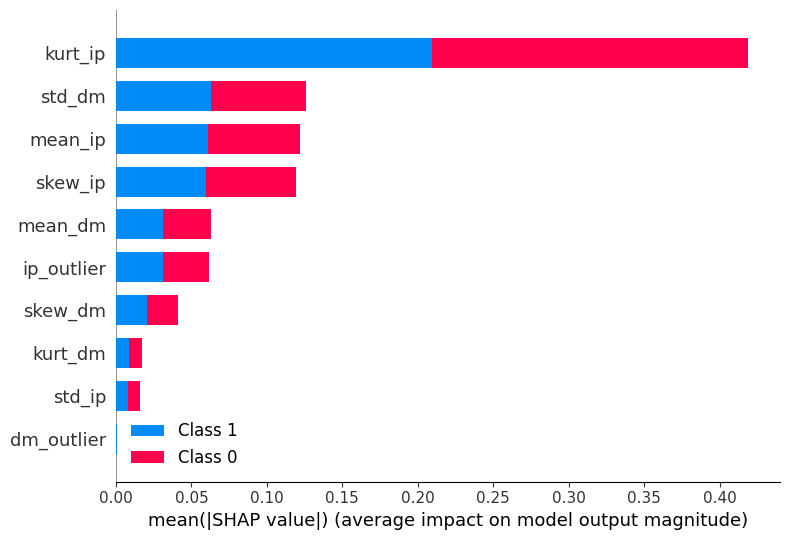 kurt_ip
std_dm
mean_ip
skew_ip
mean_dm
ip_outlier
skew_dm
kurt_dm
std_ip
dm_outlier
Class 1
Class 0
0.00 0.05 0.10 0.15 0.20 0.25 0.30 0.35 0.40
mean(|SHAP value|) (average impact on model output magnitude)